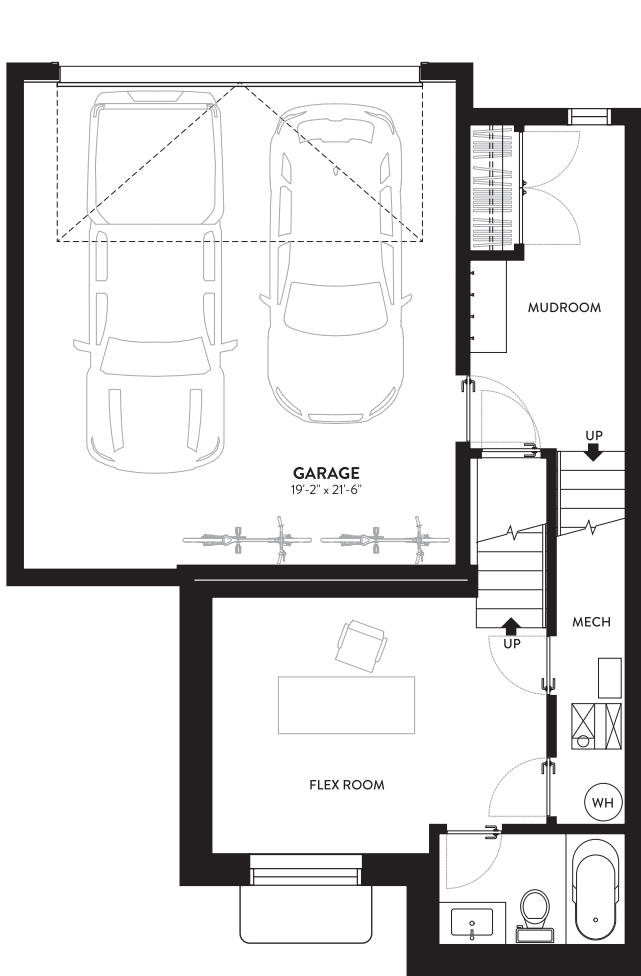 MUDROOM
UP
GARAGE
19'-2" x 21'-6"
MECH
UP
FLEX ROOM
WH